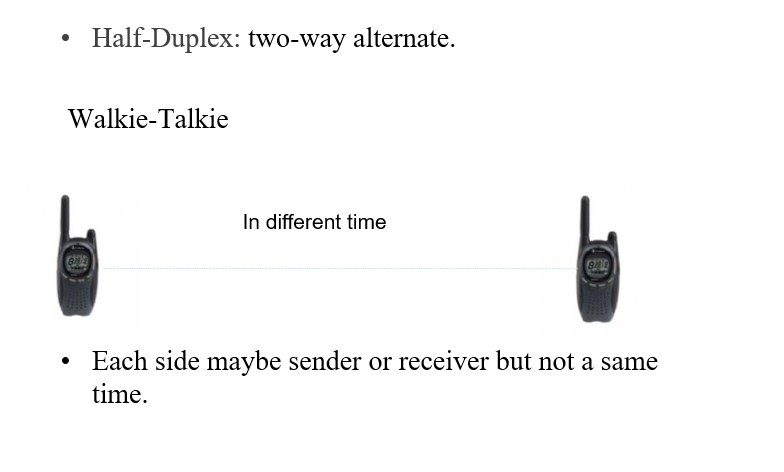 • Half-Duplex: two-way alternate.
Walkie-Talkie
In different time
• Each side maybe sender or receiver but not a same
time.